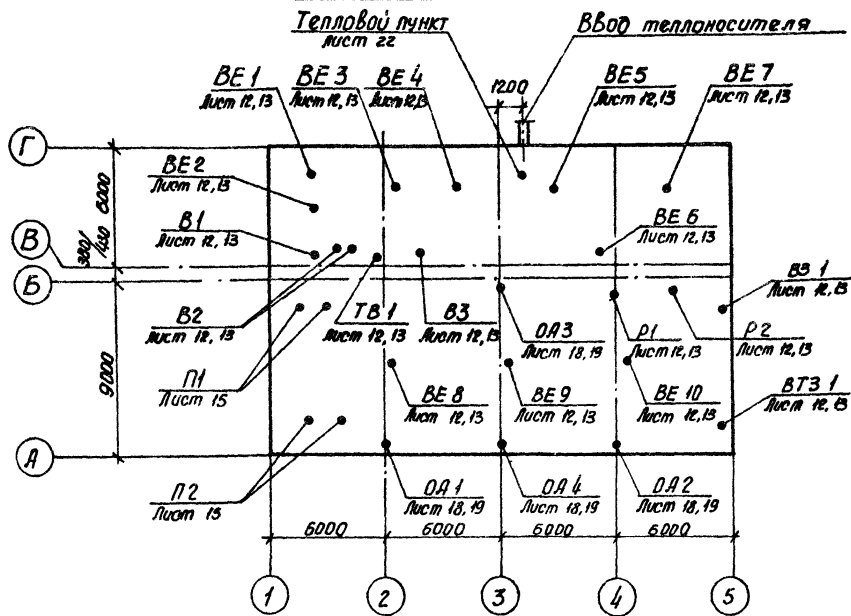 Тепловой пункт
Лист 22
Ввод теплоносителя
1200
ВЕ 1
Лист 12,13
ВЕ 3
Лист 12,13
ВЕ 4
Лист 12,13
ВЕ5
Лист 12,13
ВЕ 7
Лист 12,13
Г
ВЕ 2
Лист 12,13
6000
В 1
Лист 12,13
ВЕ 6
Лист 12,13
В
380/
450
Б
В2
Лист 12,13
ТВ 1
Лист 12,13
В3
Лист 12,13
ОА3
Лист 18,19
Р1
Лист 12,13
Р2
Лист 12,13
ВЗ 1
Лист 12,13
9000
П1
Лист 15
ВЕ 8
Лист 12,13
ВЕ 9
Лист 12,13
ВЕ 10
Лист 12,13
ВТЗ 1
Лист 12,13
А
П2
Лист 15
ОА 1
Лист 18,19
ОА 4
Лист 18,19
ОА 2
Лист 18,19
6000
6000
6000
6000
1
2
3
4
5